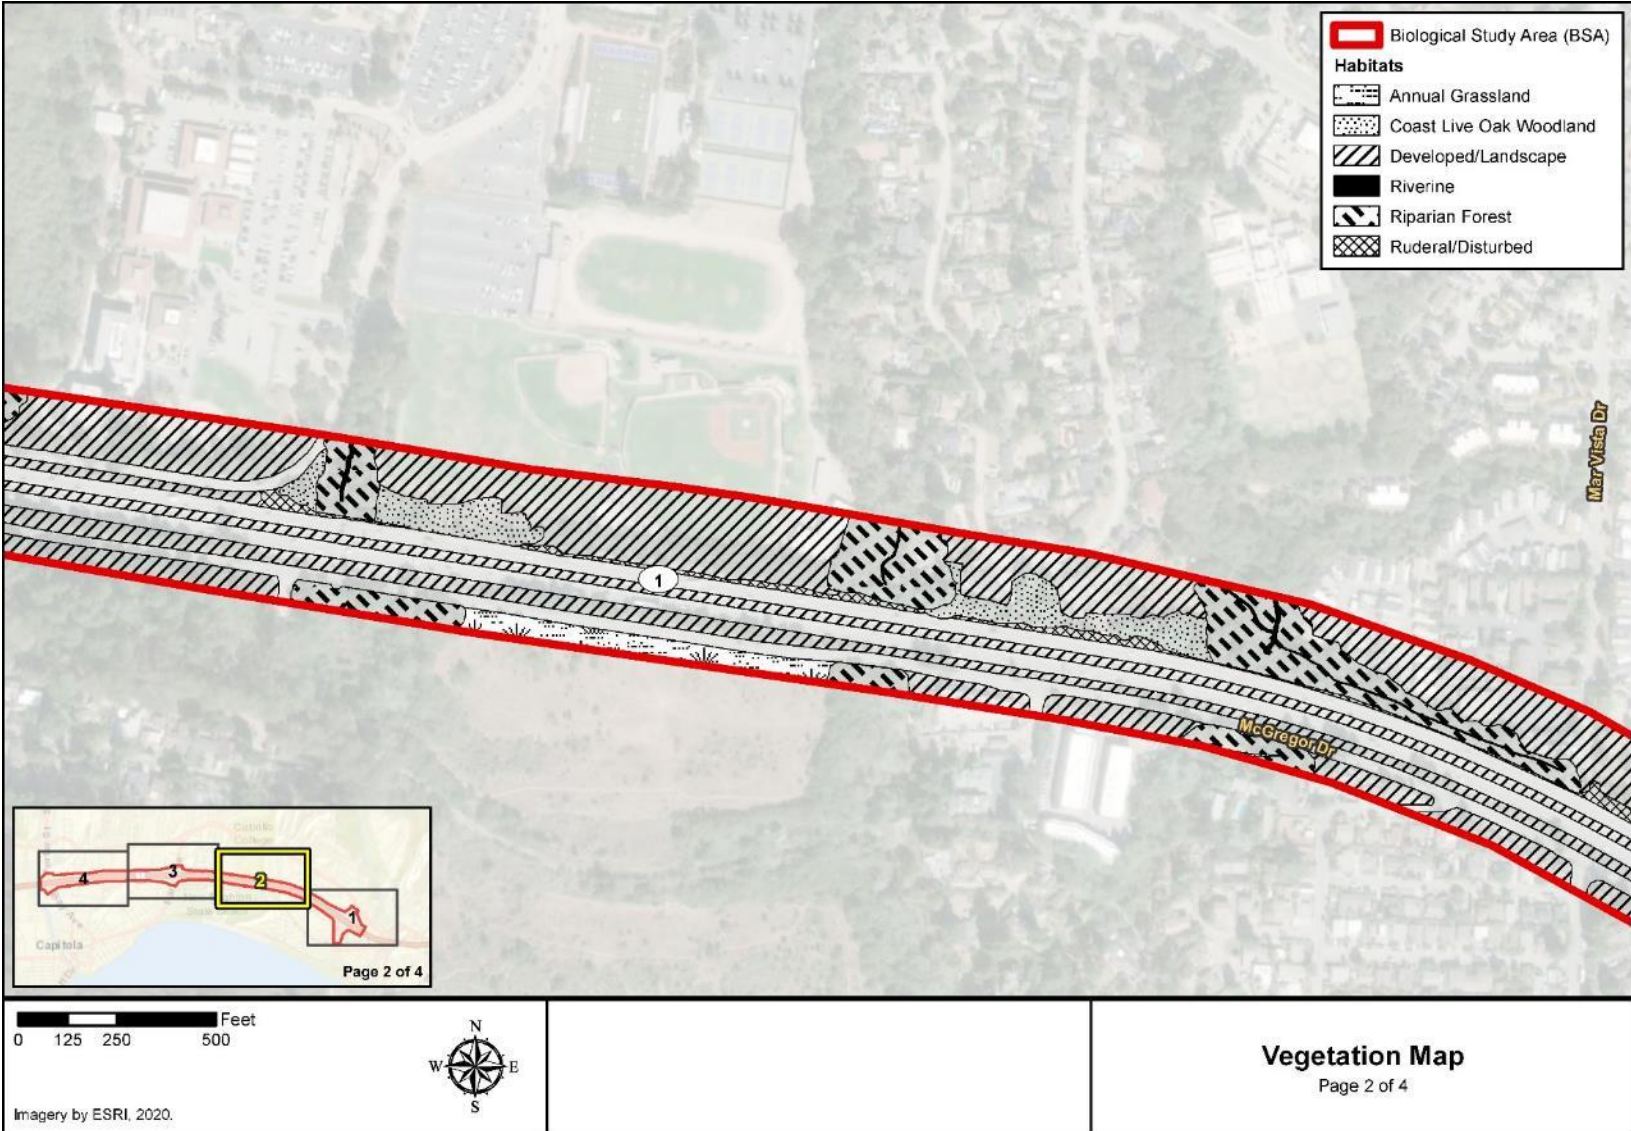 Biological Study Area (BSA)
Habitats
Annual Grassland
Coast Live Oak Woodland
Developed/Landscape
Riverine
Riparian Forest
Ruderal/Disturbed
Mar Vista Dr
1
McGregor Dr
Cabrillo
College
4
3
2
1
Capitola
Page 2 of 4
Feet
0 125 250 500
N
W E
S
Imagery by ESRI, 2020.
Vegetation Map
Page 2 of 4